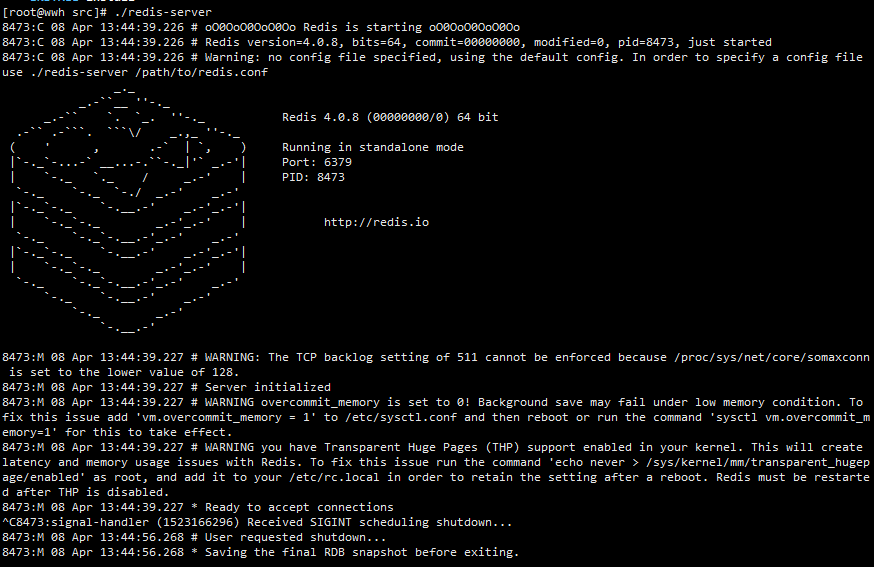 [root@wwh src]# ./redis-server
8473:C 08 Apr 13:44:39.226 # oO0OoO0OoO0Oo Redis is starting oO0OoO0OoO0Oo
8473:C 08 Apr 13:44:39.226 # Redis version=4.0.8, bits=64, commit=00000000, modified=0, pid=8473, just started
8473:C 08 Apr 13:44:39.226 # Warning: no config file specified, using the default config. In order to specify a config file
use ./redis-server /path/to/redis.conf
Redis 4.0.8 (00000000/0) 64 bit
Running in standalone mode
Port: 6379
PID: 8473
http://redis.io
8473:M 08 Apr 13:44:39.227 # WARNING: The TCP backlog setting of 511 cannot be enforced because /proc/sys/net/core/somaxconn
is set to the lower value of 128.
8473:M 08 Apr 13:44:39.227 # Server initialized
8473:M 08 Apr 13:44:39.227 # WARNING overcommit_memory is set to 0! Background save may fail under low memory condition. To
fix this issue add 'vm.overcommit_memory = 1' to /etc/sysctl.conf and then reboot or run the command 'sysctl vm.overcommit_m
emory=1' for this to take effect.
8473:M 08 Apr 13:44:39.227 # WARNING you have Transparent Huge Pages (THP) support enabled in your kernel. This will create
latency and memory usage issues with Redis. To fix this issue run the command 'echo never > /sys/kernel/mm/transparent_hugep
age/enabled' as root, and add it to your /etc/rc.local in order to retain the setting after a reboot. Redis must be restarte
d after THP is disabled.
8473:M 08 Apr 13:44:39.227 * Ready to accept connections
^C8473:signal-handler (1523166296) Received SIGINT scheduling shutdown...
8473:M 08 Apr 13:44:56.268 # User requested shutdown...
8473:M 08 Apr 13:44:56.268 * Saving the final RDB snapshot before exiting.